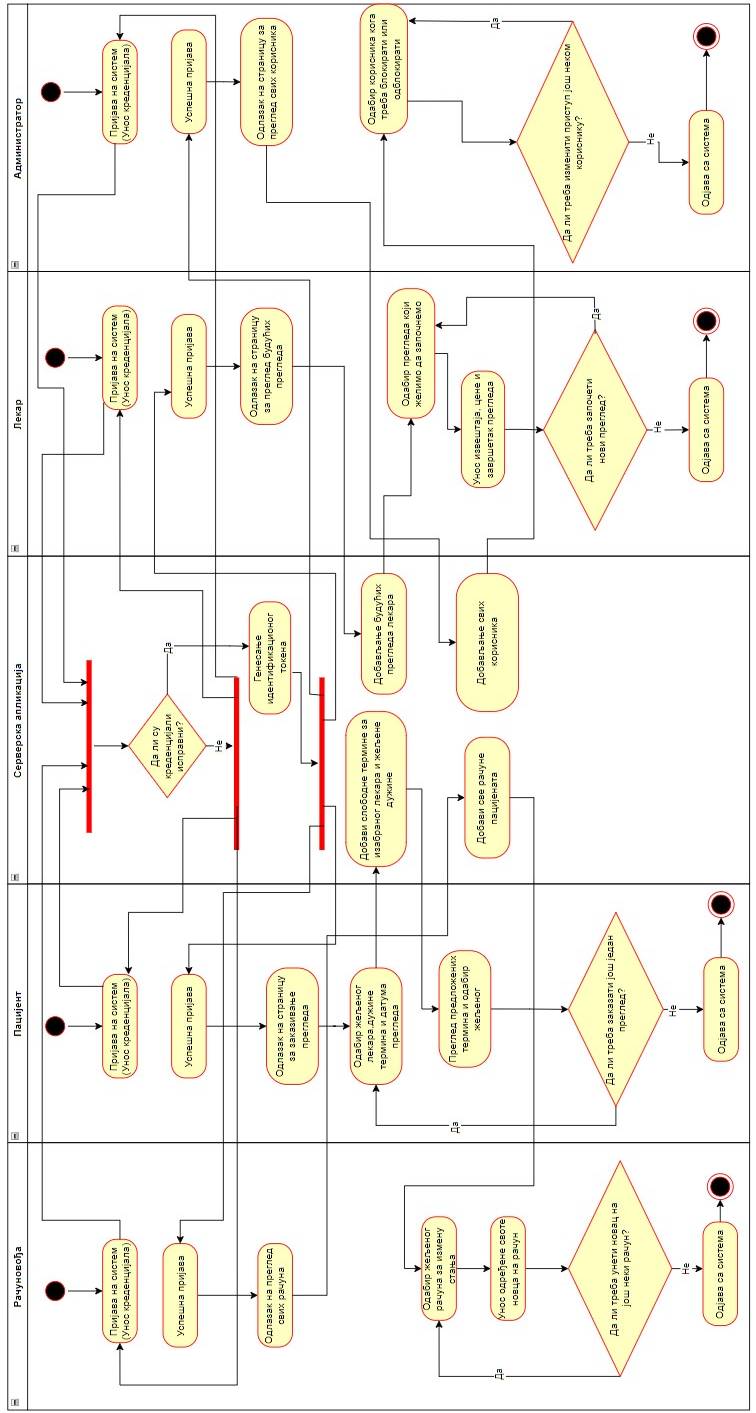 Рачуновођа
Пријава на систем
(Унос креденцијала)
Успешна пријава
Одлазак на преглед
свих рачуна
Одабир жељеног
рачуна за измену
стања
Унос одређене своте
новца на рачун
Да ли треба унети новац на
још неки рачун?
Да
Не
Одјава са система
Пацијент
Пријава на систем
(Унос креденцијала)
Успешна пријава
Одлазак на страницу
за заказивање
прегледа
Одабир жељеног
лекара,дужине
термина и датума
прегледа
Преглед предложених
термина и одабир
жељеног
Да ли треба заказати још један
преглед?
Да
Не
Одјава са система
Серверска апликација
Да ли су
креденцијали
исправни?
Да
Не
Генесање
идентификационог
токена
Добави слободне термине за
изабраног лекара и жељене
дужине
Добављање будућих
прегледа лекара
Добави све рачуне
пацијената
Добављање свих
корисника
Лекар
Пријава на систем
(Унос креденцијала)
Успешна пријава
Одлазак на страницу
за преглед будућих
прегледа
Одабир прегледа који
желимо да започнемо
Унос извештаја, цене и
завршетак прегледа
Да ли треба започети
нови преглед?
Да
Не
Одјава са система
Администратор
Пријава на систем
(Унос креденцијала)
Успешна пријава
Одлазак на страницу за
преглед свих корисника
Одабир корисника кога
треба блокирати или
одблокирати
Да ли треба изменити приступ још неком
кориснику?
Да
Не
Одјава са система